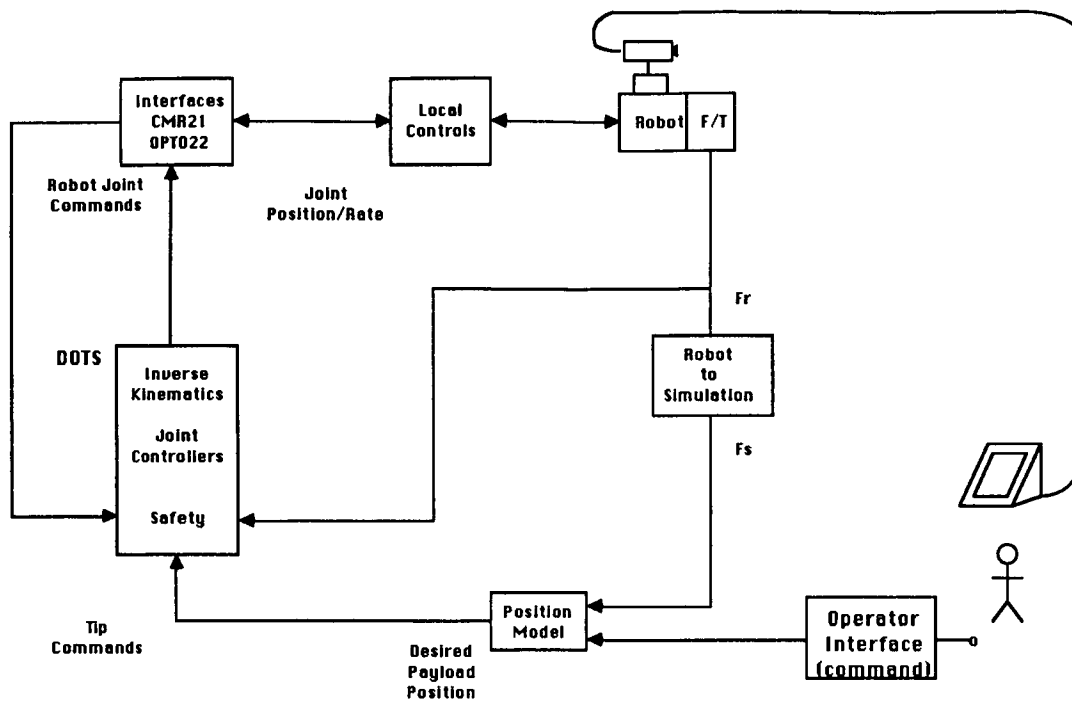 Interfaces
CMR21
OPTO22
Local
Controls
Robot
F/T
Robot Joint
Commands
Joint
Position/Rate
Fr
DOTS
Inverse
Kinematics
Joint
Controllers
Safety
Robot
to
Simulation
Fs
Tip
Commands
Position
Model
Desired
Payload
Position
Operator
Interface
(command)